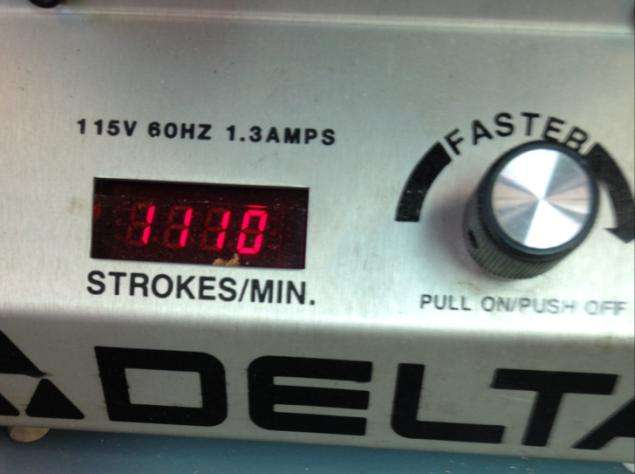 115V 60HZ 1.3AMPS
FASTER
1110
STROKES/MIN.
PULL ON/PUSH OFF
DELTA